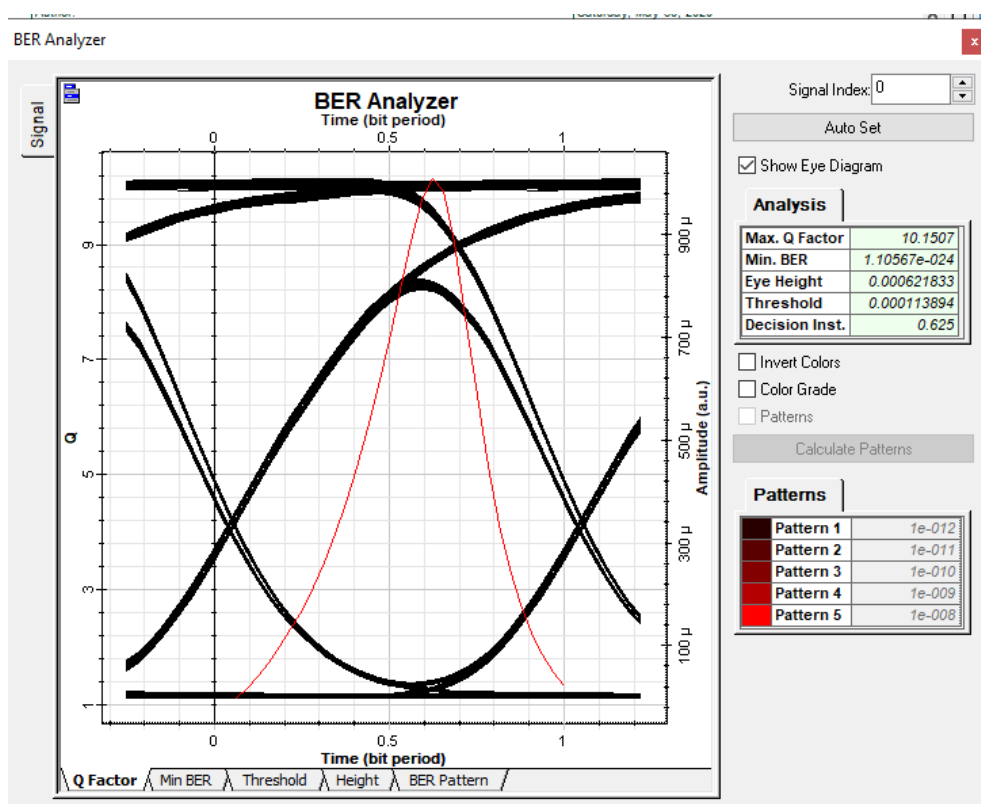 BER Analyzer
Signal
BER Analyzer
Time (bit period)
0 0.5 1
9
7
5
3
1
Q
900 µ
700 µ
500 µ
300 µ
100 µ
Amplitude (a.u.)
0 0.5 1
Time (bit period)
Q Factor Min BER Threshold Height BER Pattern
Signal Index: 0
Auto Set
Show Eye Diagram
Analysis
Max. Q Factor 10.1507
Min. BER 1.10567e-024
Eye Height 0.000621833
Threshold 0.000113894
Decision Inst. 0.625
Invert Colors
Color Grade
Patterns
Calculate Patterns
Patterns
Pattern 1 1e-012
Pattern 2 1e-011
Pattern 3 1e-010
Pattern 4 1e-009
Pattern 5 1e-008